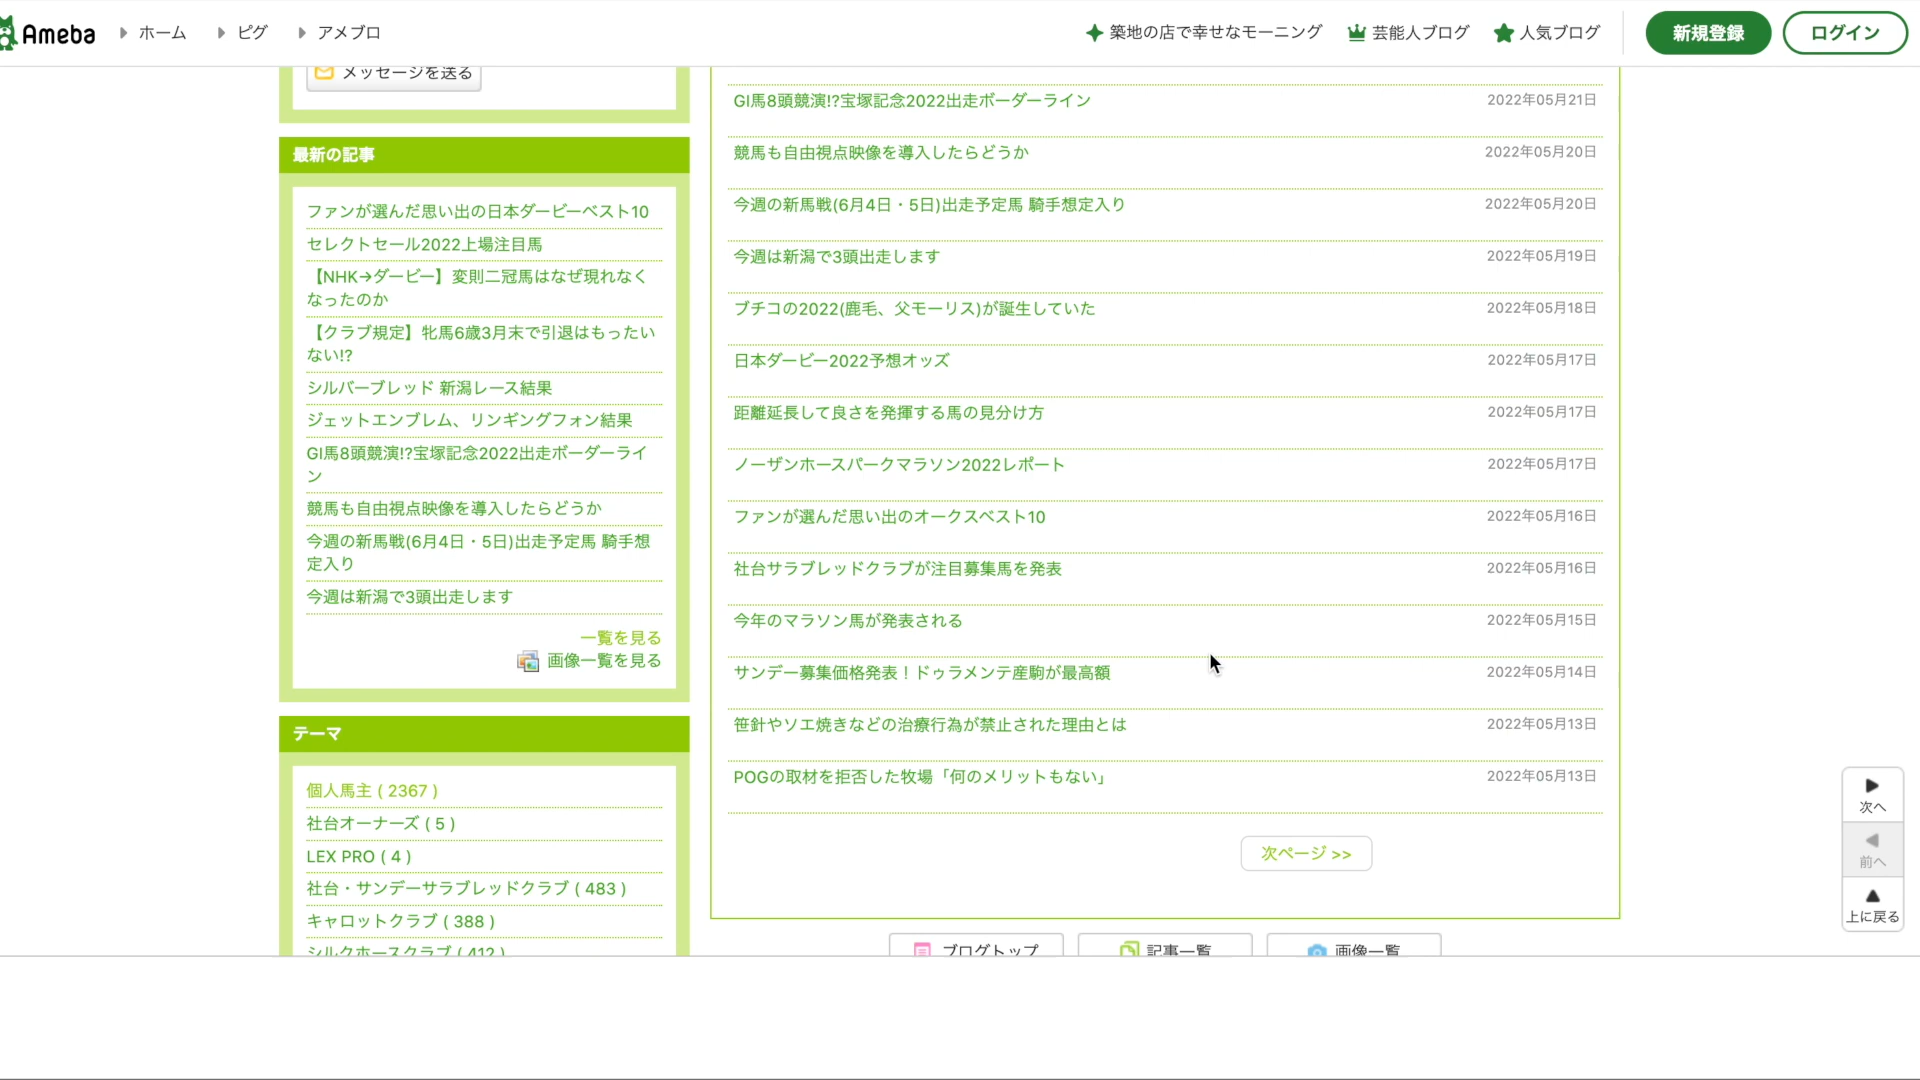 Ameba
ホーム
ピグ
アメブロ
築地の店で幸せなモーニング
芸能人ブログ
人気ブログ
新規登録
ログイン
メッセージを送る
最新の記事
ファンが選んだ思い出の日本ダービーベスト10
セレクトセール2022上場注目馬
【NHK→ダービー】変則二冠馬はなぜ現れなく
なったのか
【クラブ規定】牝馬6歳3月末で引退はもったい
ない!?
シルバーブレッド 新潟レース結果
ジェットエンブレム、リンギングフォン結果
GI馬8頭競演!?宝塚記念2022出走ボーダーライ
ン
競馬も自由視点映像を導入したらどうか
今週の新馬戦(6月4日・5日)出走予定馬 騎手想
定入り
今週は新潟で3頭出走します
一覧を見る
画像一覧を見る
テーマ
個人馬主 ( 2367 )
社台オーナーズ ( 5 )
LEX PRO ( 4 )
社台・サンデーサラブレッドクラブ ( 483 )
キャロットクラブ ( 388 )
シルクホースクラブ ( 412 )
GI馬8頭競演!?宝塚記念2022出走ボーダーライン 2022年05月21日
競馬も自由視点映像を導入したらどうか 2022年05月20日
今週の新馬戦(6月4日・5日)出走予定馬 騎手想定入り 2022年05月20日
今週は新潟で3頭出走します 2022年05月19日
ブチコの2022(鹿毛、父モーリス)が誕生していた 2022年05月18日
日本ダービー2022予想オッズ 2022年05月17日
距離延長して良さを発揮する馬の見分け方 2022年05月17日
ノーザンホースパークマラソン2022レポート 2022年05月17日
ファンが選んだ思い出のオークスベスト10 2022年05月16日
社台サラブレッドクラブが注目募集馬を発表 2022年05月16日
今年のマラソン馬が発表される 2022年05月15日
サンデー募集価格発表！ドゥラメンテ産駒が最高額 2022年05月14日
笹針やソエ焼きなどの治療行為が禁止された理由とは 2022年05月13日
POGの取材を拒否した牧場「何のメリットもない」 2022年05月13日
次ページ >>
ブログトップ
記事一覧
画像一覧
次へ
前へ
上に戻る